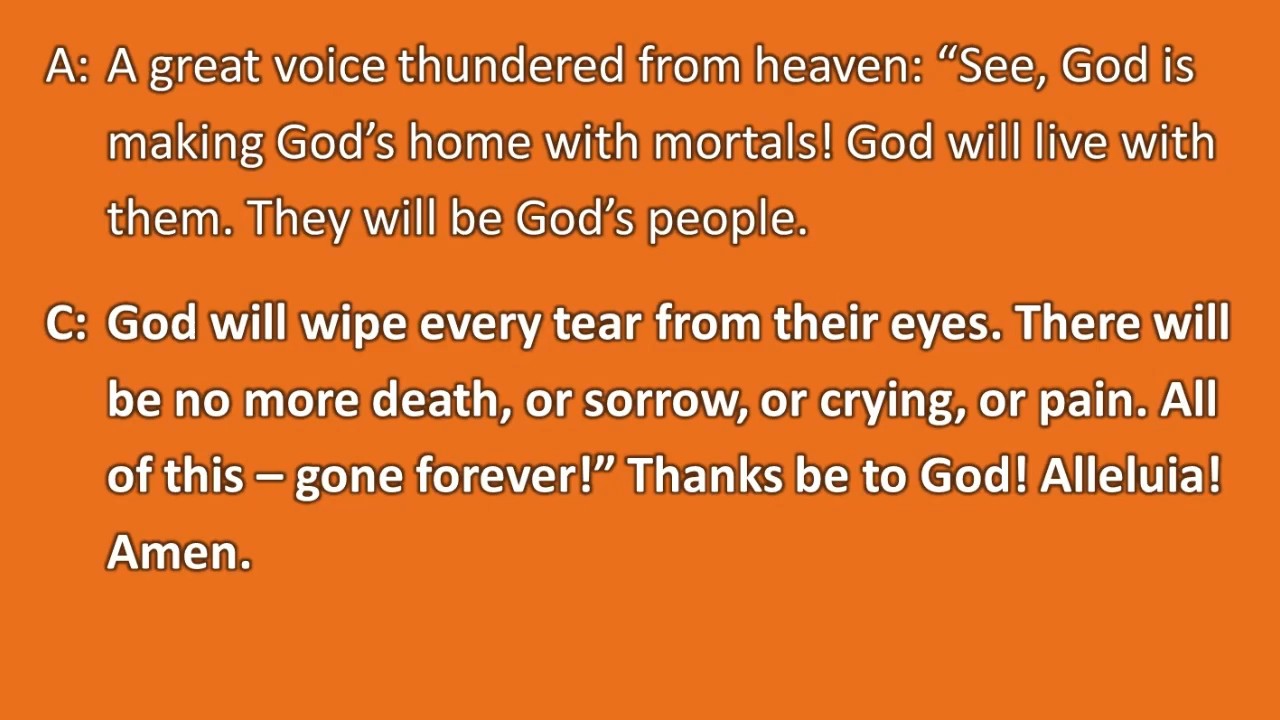 A: A great voice thundered from heaven: “See, God is
making God’s home with mortals! God will live with
them. They will be God’s people.
C: God will wipe every tear from their eyes. There will
be no more death, or sorrow, or crying, or pain. All
of this – gone forever!” Thanks be to God! Alleluia!
Amen.